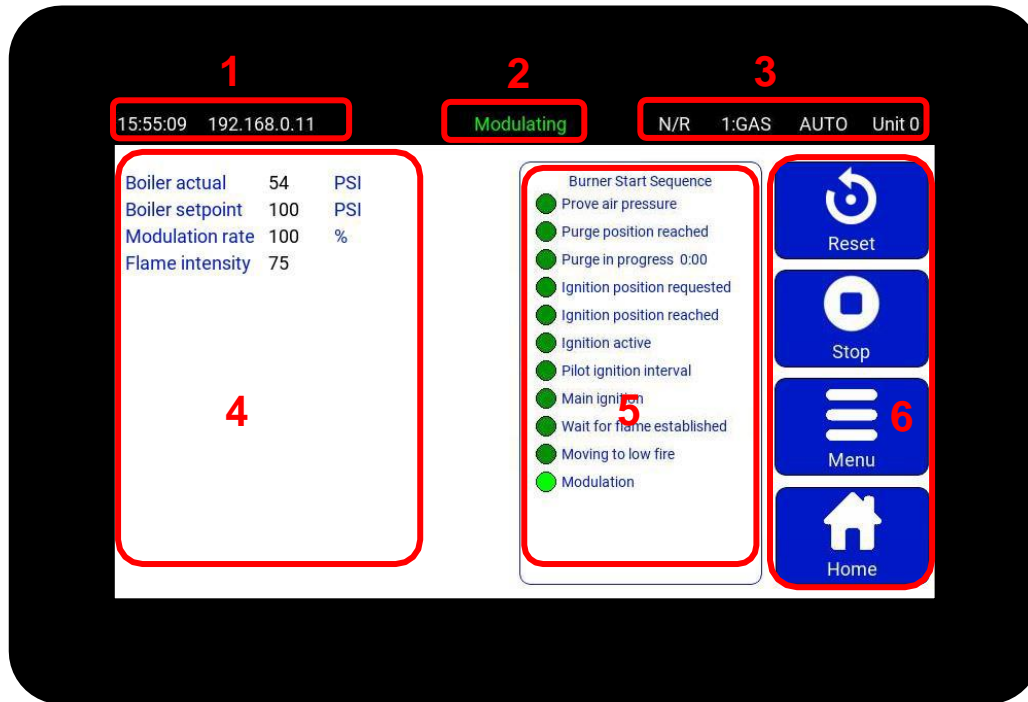 1 2 3
15:55:09 192.168.0.11 Modulating N/R 1:GAS AUTO Unit 0
Boiler actual 54 PSI
Boiler setpoint 100 PSI
Modulation rate 100 %
Flame intensity 75
4
Burner Start Sequence
Prove air pressure
Purge position reached
Purge in progress 0:00
Ignition position requested
Ignition position reached
Ignition active
Pilot ignition interval
Main ignition
Wait for flame established
Moving to low fire
Modulation
5
Reset
Stop
Menu
Home
6